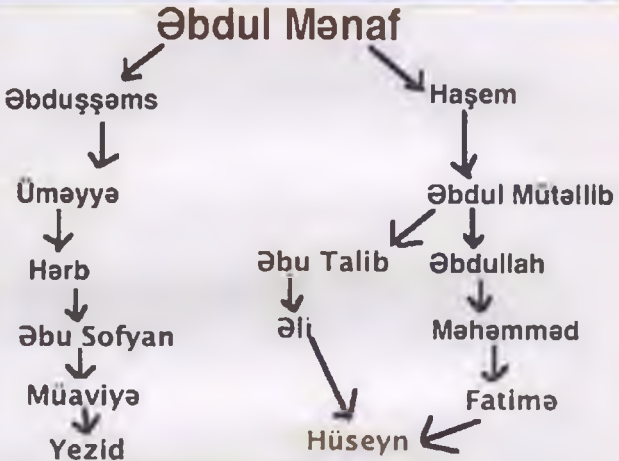 Əbdul Mənaf
Əbduşşəms
Haşem
Üməyyə
Əbdul Mütəllib
Hərb
Əbu Talib
Əbdullah
Əbu Sofyan
Əli
Məhəmməd
Müaviyə
Fatimə
Yezid
Hüseyn